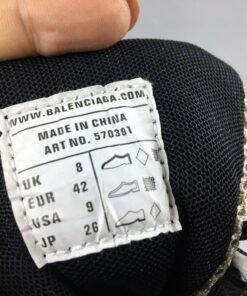 WWW.BALENCIAGA.COM
MADE IN CHINA
ART NO. 570391
UK 8
EUR 42
USA 9
JP 26